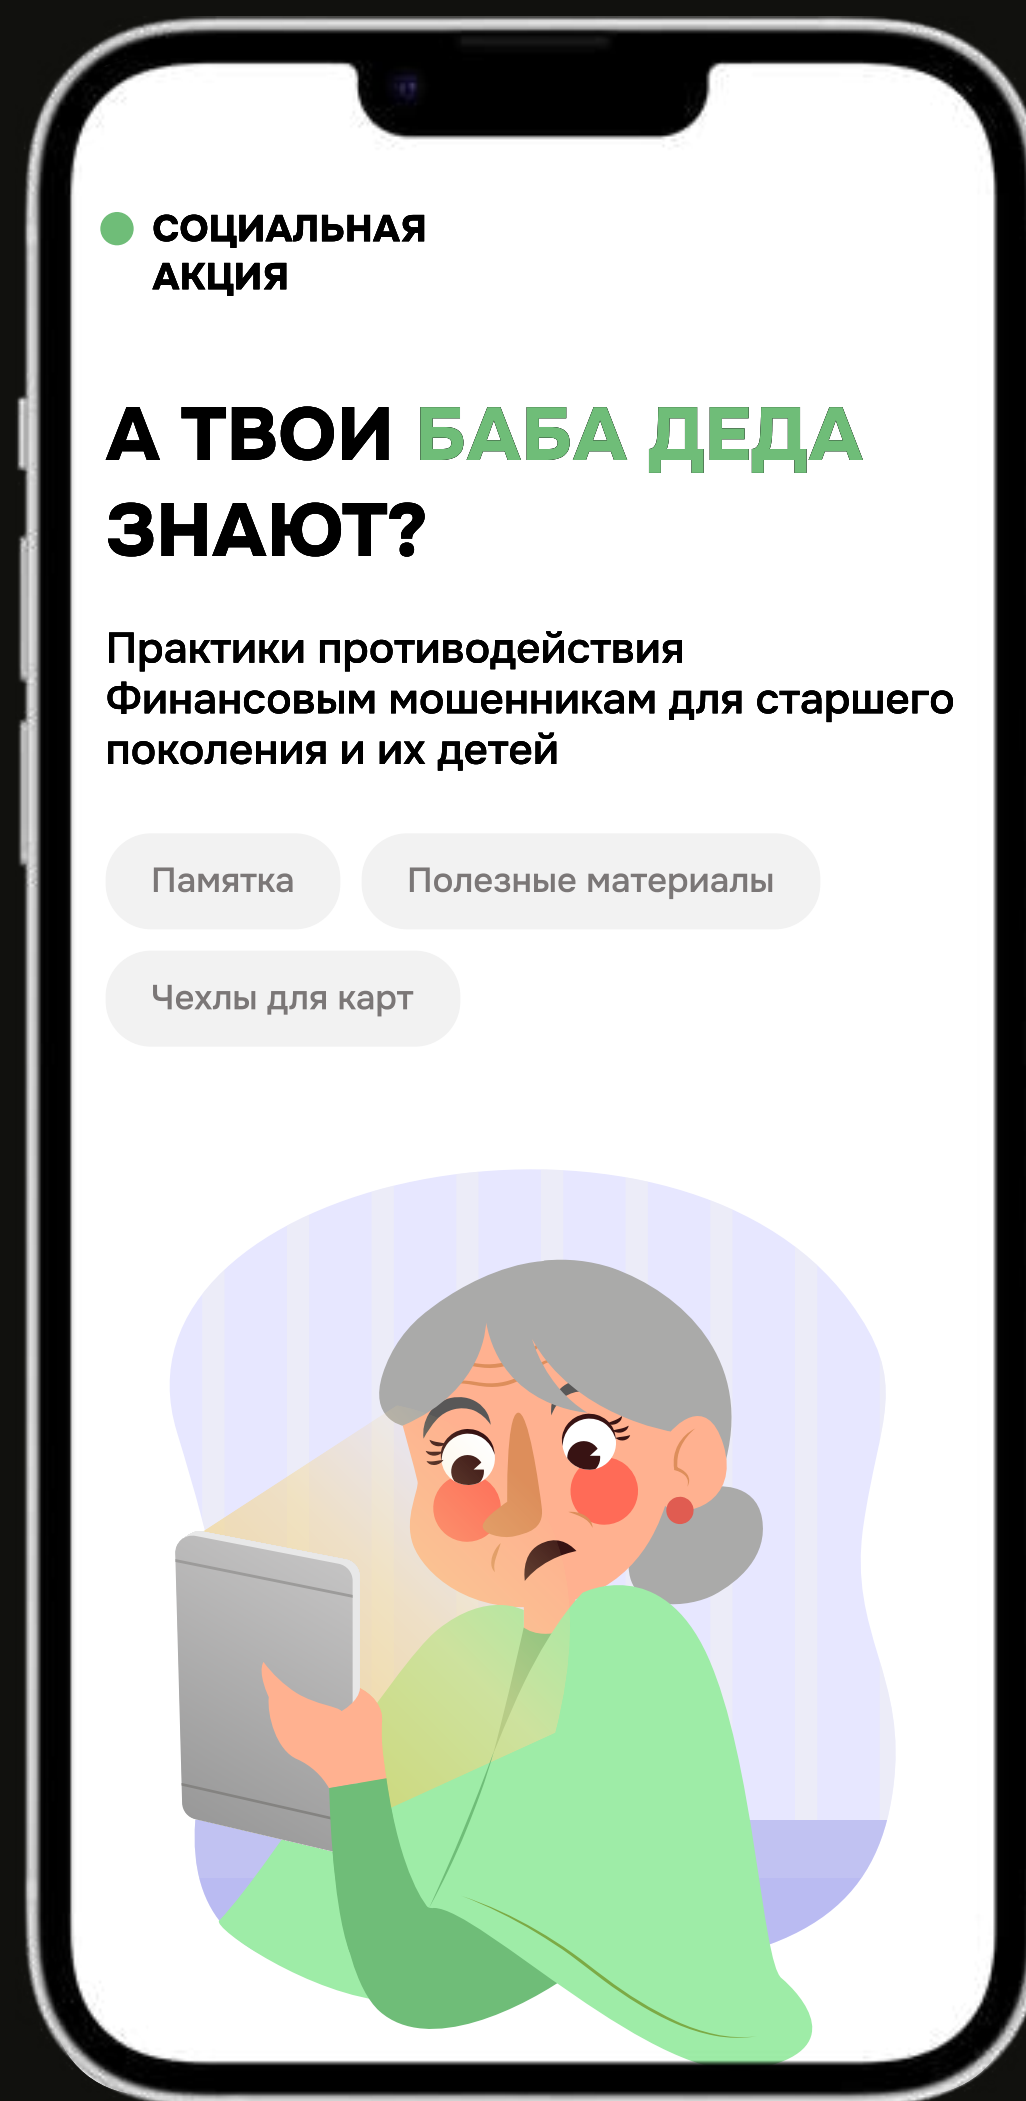 СОЦИАЛЬНАЯ
АКЦИЯ
А ТВОИ БАБА ДЕДА
ЗНАЮТ?
Практики противодействия
Финансовым мошенникам для старшего
поколения и их детей
Памятка
Полезные материалы
Чехлы для карт